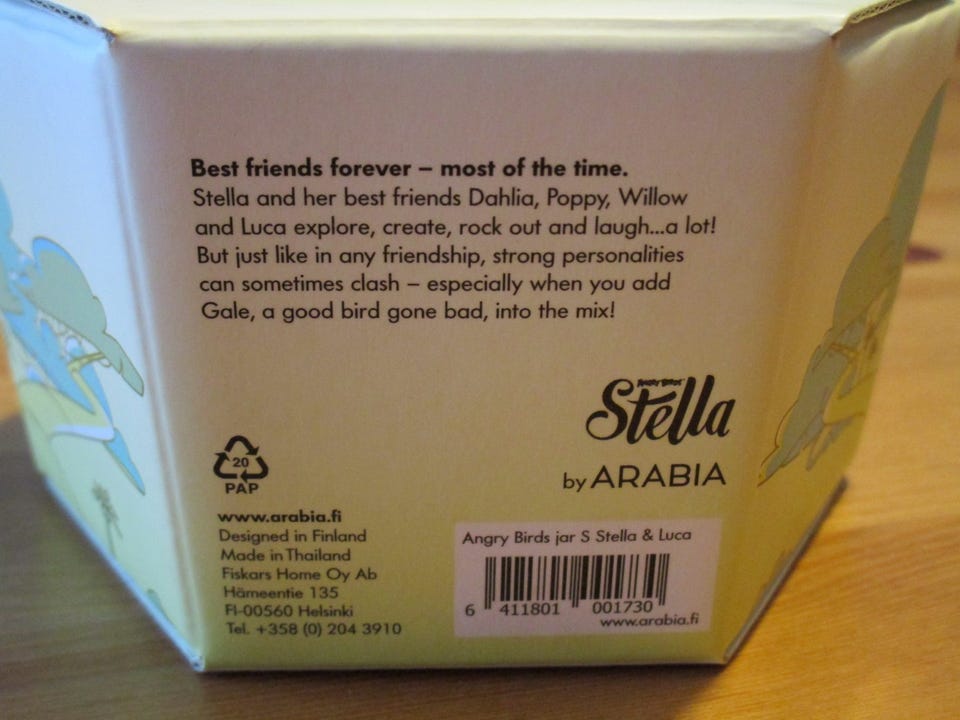 Best friends forever – most of the time.
Stella and her best friends Dahlia, Poppy, Willow
and Luca explore, create, rock out and laugh...a lot!
But just like in any friendship, strong personalities
can sometimes clash – especially when you add
Gale, a good bird gone bad, into the mix!
ANGRY BIRDS
Stella
by ARABIA
20
PAP
www.arabia.fi
Designed in Finland
Made in Thailand
Fiskars Home Oy Ab
Hämeentie 135
FI-00560 Helsinki
Tel. +358 (0) 204 3910
Angry Birds jar S Stella & Luca
6 411801 001730
www.arabia.fi